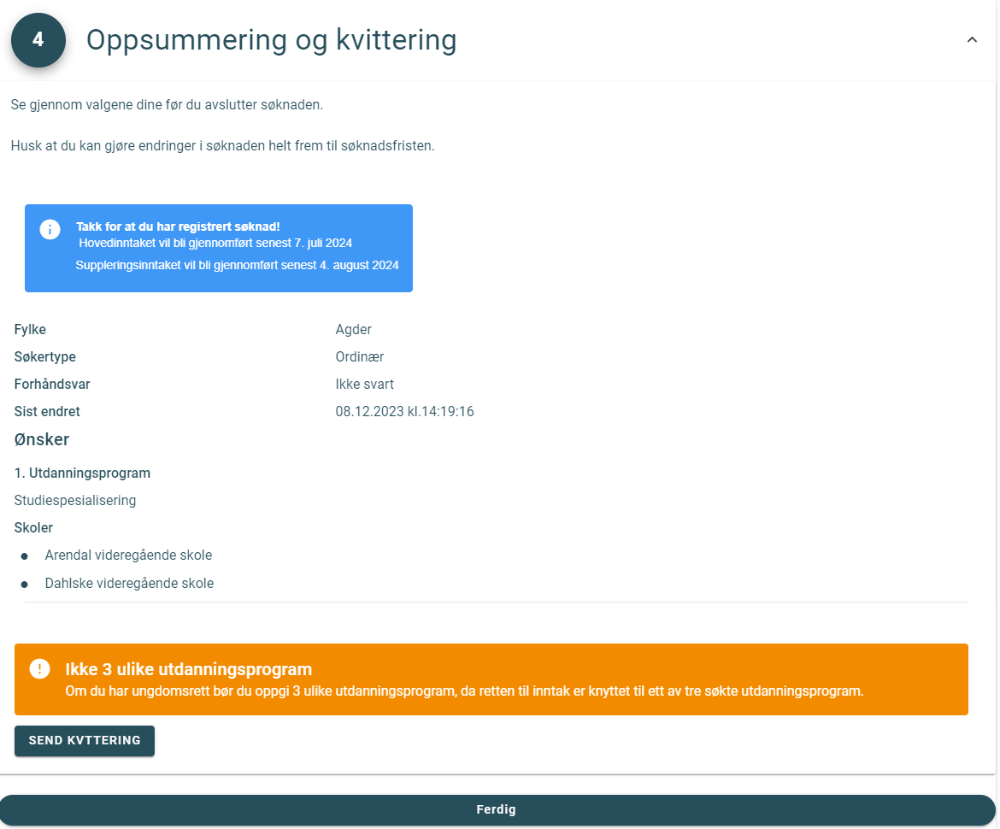 4
Oppsummering og kvittering
Se gjennom valgene dine før du avslutter søknaden.
Husk at du kan gjøre endringer i søknaden helt frem til søknadsfristen.
Takk for at du har registrert søknad!
Hovedinntaket vil bli gjennomført senest 7. juli 2024
Suppleringsinntaket vil bli gjennomført senest 4. august 2024
Fylke Agder
Søkertype Ordinær
Forhåndsvar Ikke svart
Sist endret 08.12.2023 kl.14:19:16
Ønsker
1. Utdanningsprogram
Studiespesialisering
Skoler
● Arendal videregående skole
● Dahlske videregående skole
Ikke 3 ulike utdanningsprogram
Om du har ungdomsrett bør du oppgi 3 ulike utdanningsprogram, da retten til inntak er knyttet til ett av tre søkte utdanningsprogram.
SEND KVTTERING
Ferdig